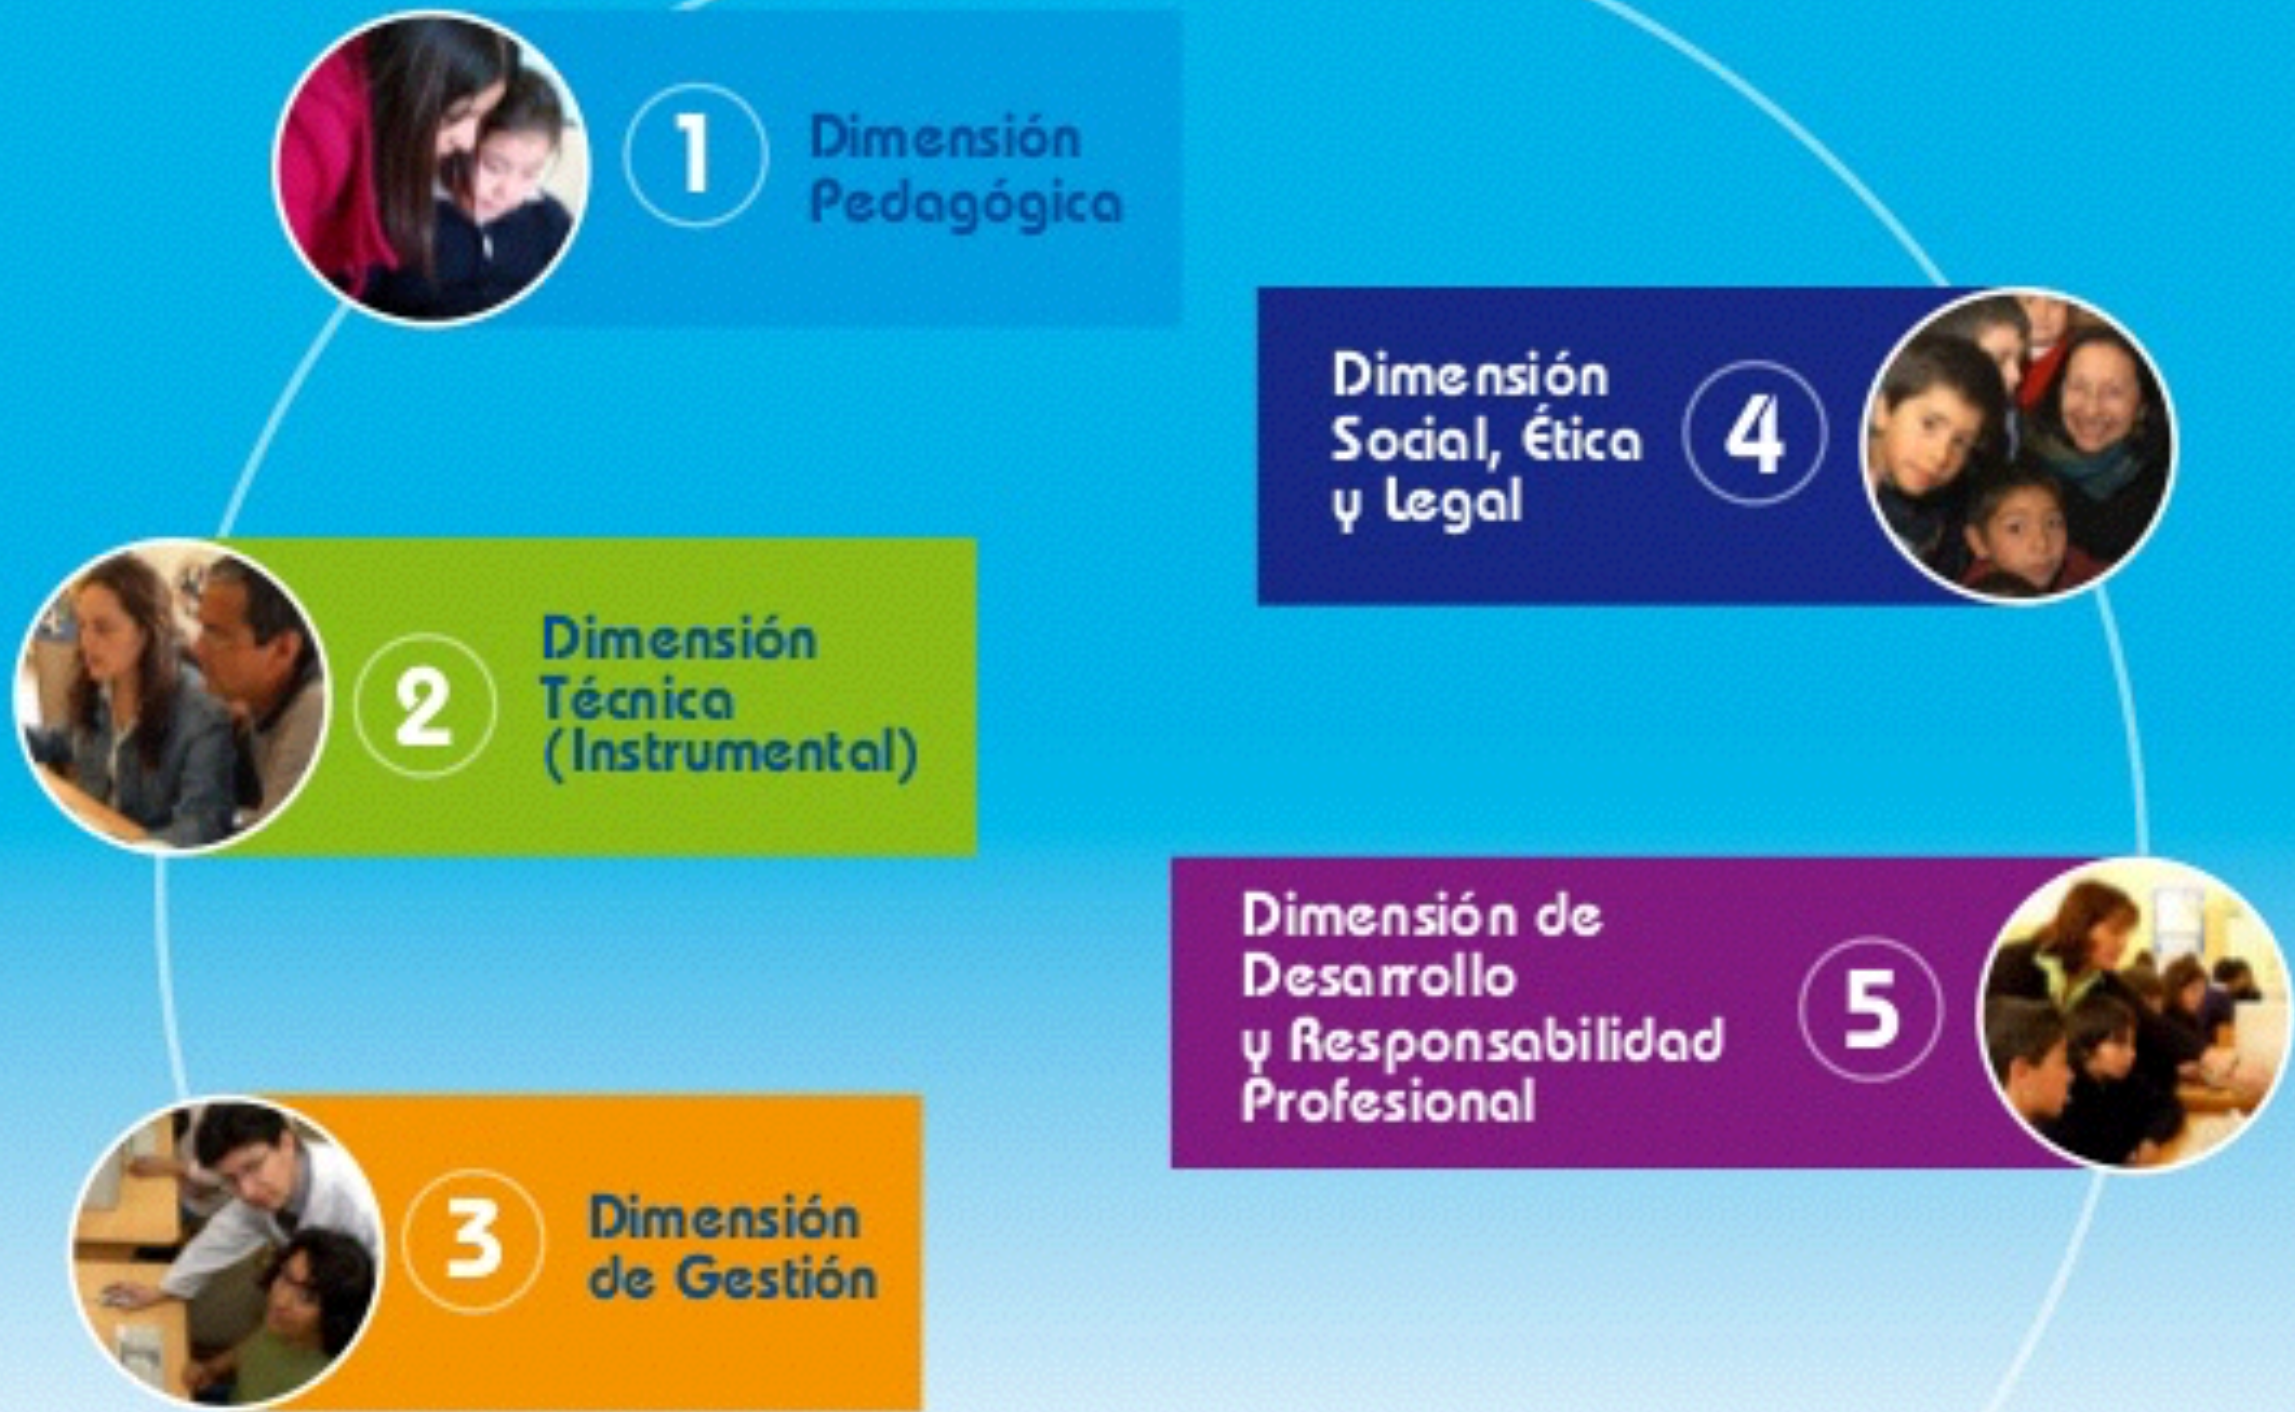 1
Dimensión
Pedagógica
2
Dimensión
Técnica
(Instrumental)
3
Dimensión
de Gestión
Dimensión
Social, Ética
y Legal
4
Dimensión de
Desarrollo
y Responsabilidad
Profesional
5